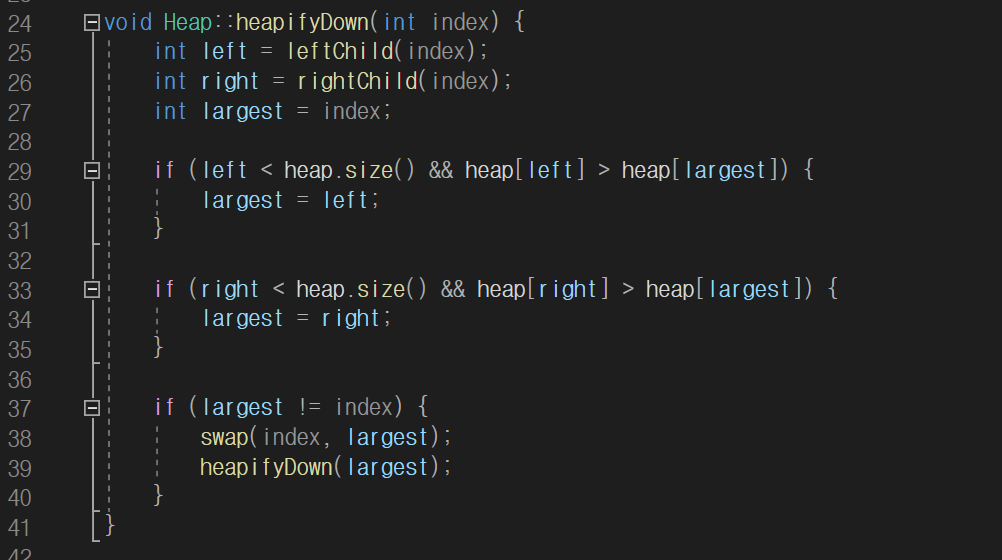 24 void Heap::heapifyDown(int index) {
25 int left = leftChild(index);
26 int right = rightChild(index);
27 int largest = index;
28
29 if (left < heap.size() && heap[left] > heap[largest]) {
30 largest = left;
31 }
32
33 if (right < heap.size() && heap[right] > heap[largest]) {
34 largest = right;
35 }
36
37 if (largest != index) {
38 swap(index, largest);
39 heapifyDown(largest);
40 }
41 }
42